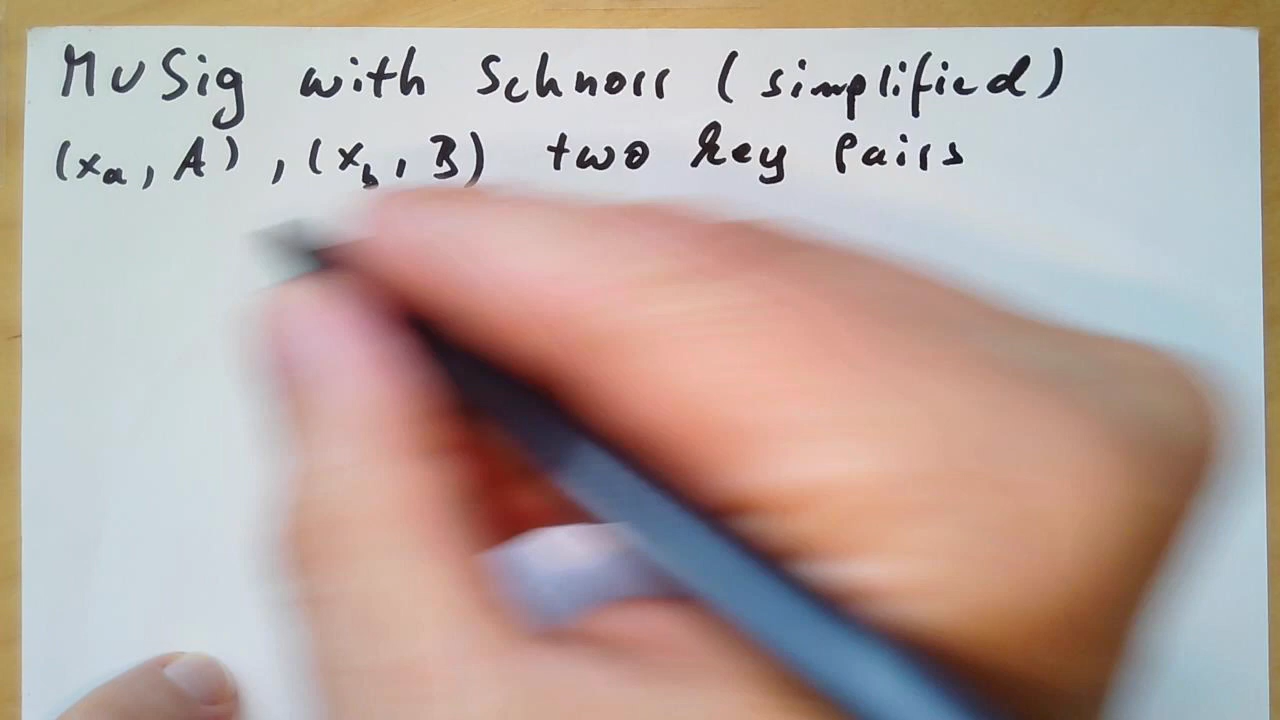 MuSig with Schnorr (simplified)
(xa, A), (xb, B) two key pairs